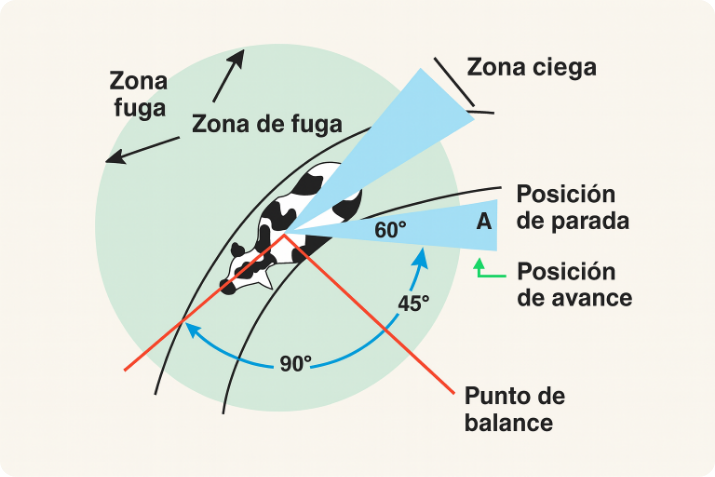 Zona
fuga
Zona de fuga
Zona ciega
Posición
de parada
A
60°
Posición
de avance
45°
90°
Punto de
balance